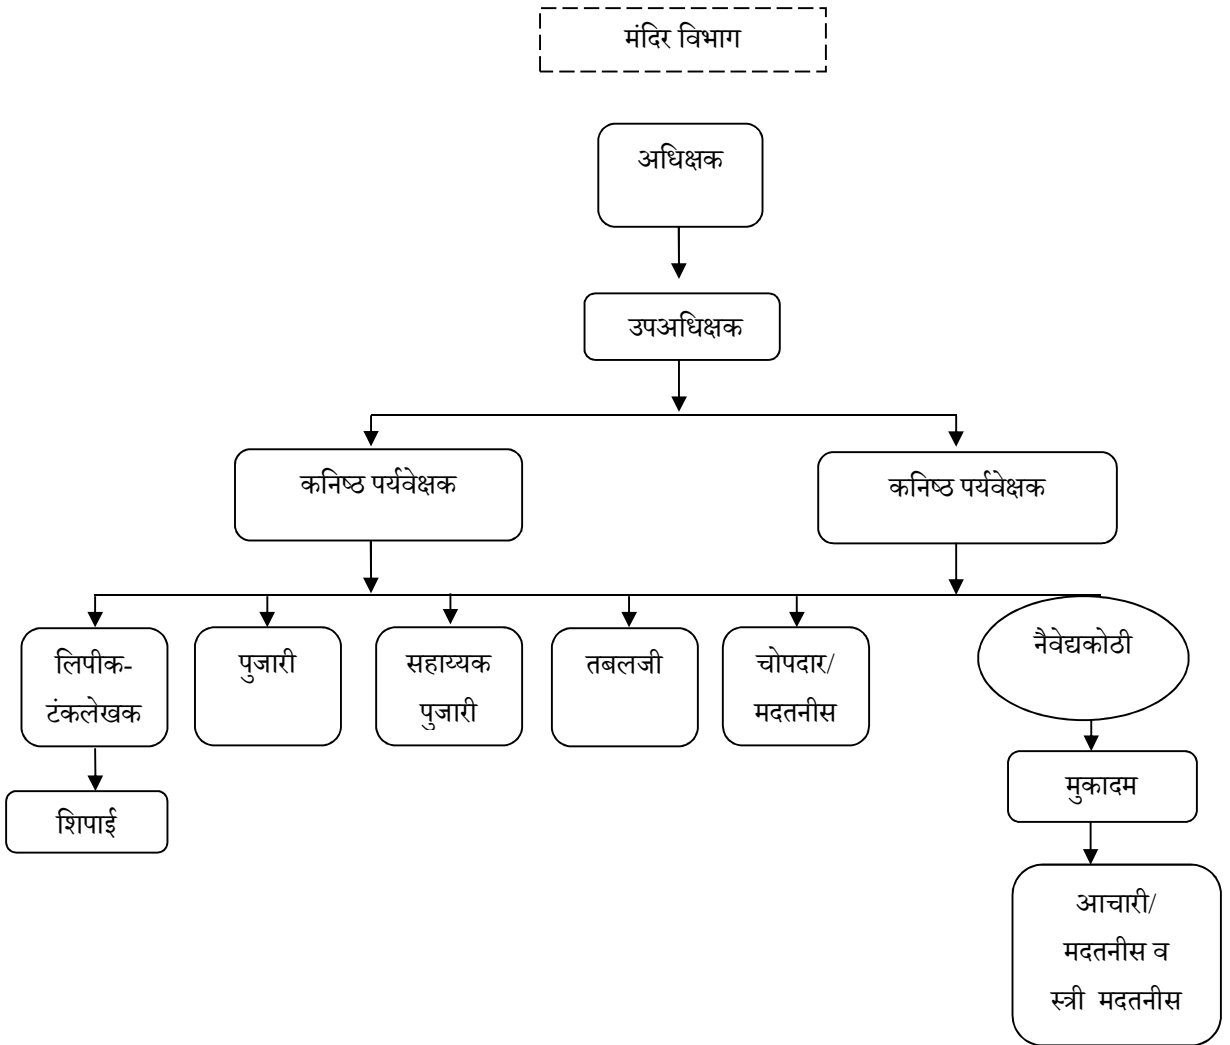 मंदिर विभाग
अधिक्षक
उपअधिक्षक
कनिष्ठ पर्यवेक्षक
कनिष्ठ पर्यवेक्षक
लिपीक-
टंकलेखक
पुजारी
सहाय्यक
पुजारी
तबलजी
चोपदार/
मदतनीस
नैवेद्यकोठी
शिपाई
मुकादम
आचारी/
मदतनीस व
स्त्री मदतनीस